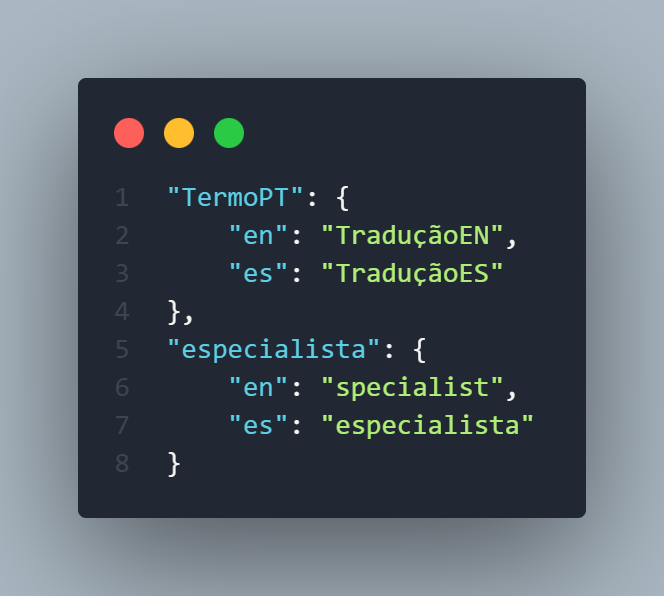 1 "TermoPT": {
2     "en": "TraduçãoEN",
3     "es": "TraduçãoES"
4 },
5 "especialista": {
6     "en": "specialist",
7     "es": "especialista"
8 }